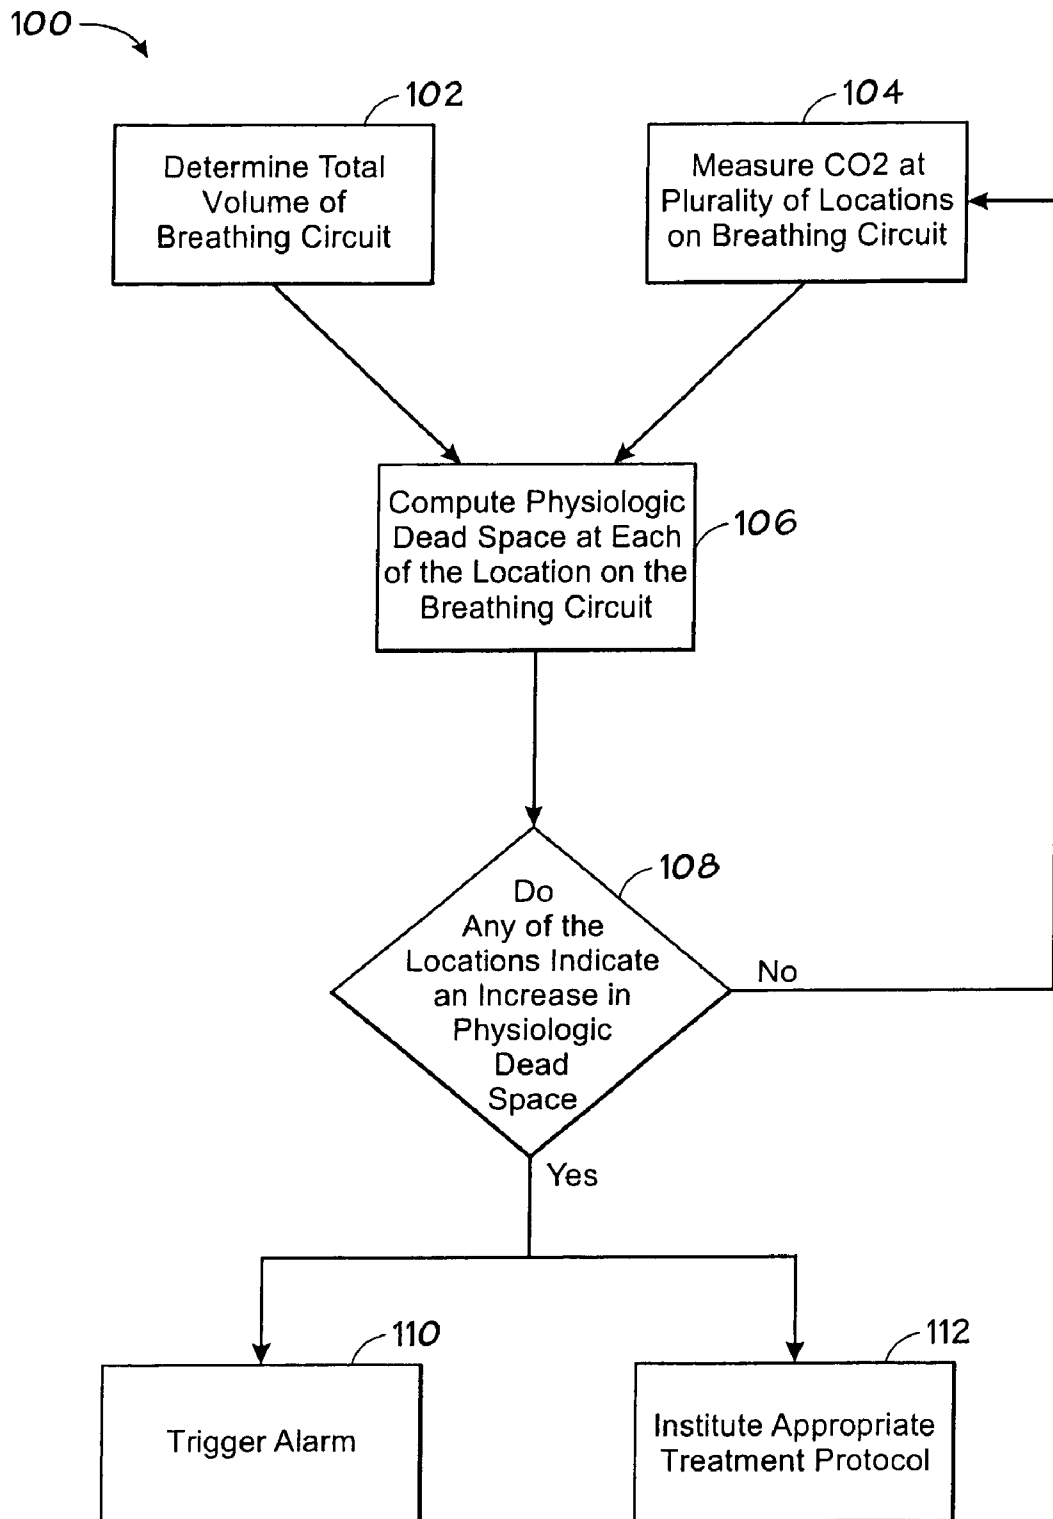 100
102
Determine Total
Volume of
Breathing Circuit
104
Measure CO2 at
Plurality of Locations
on Breathing Circuit
Compute Physiologic
Dead Space at Each
of the Location on the
Breathing Circuit
106
108
Do
Any of the
Locations Indicate
an Increase in
Physiologic
Dead
Space
No
Yes
110
Trigger Alarm
112
Institute Appropriate
Treatment Protocol